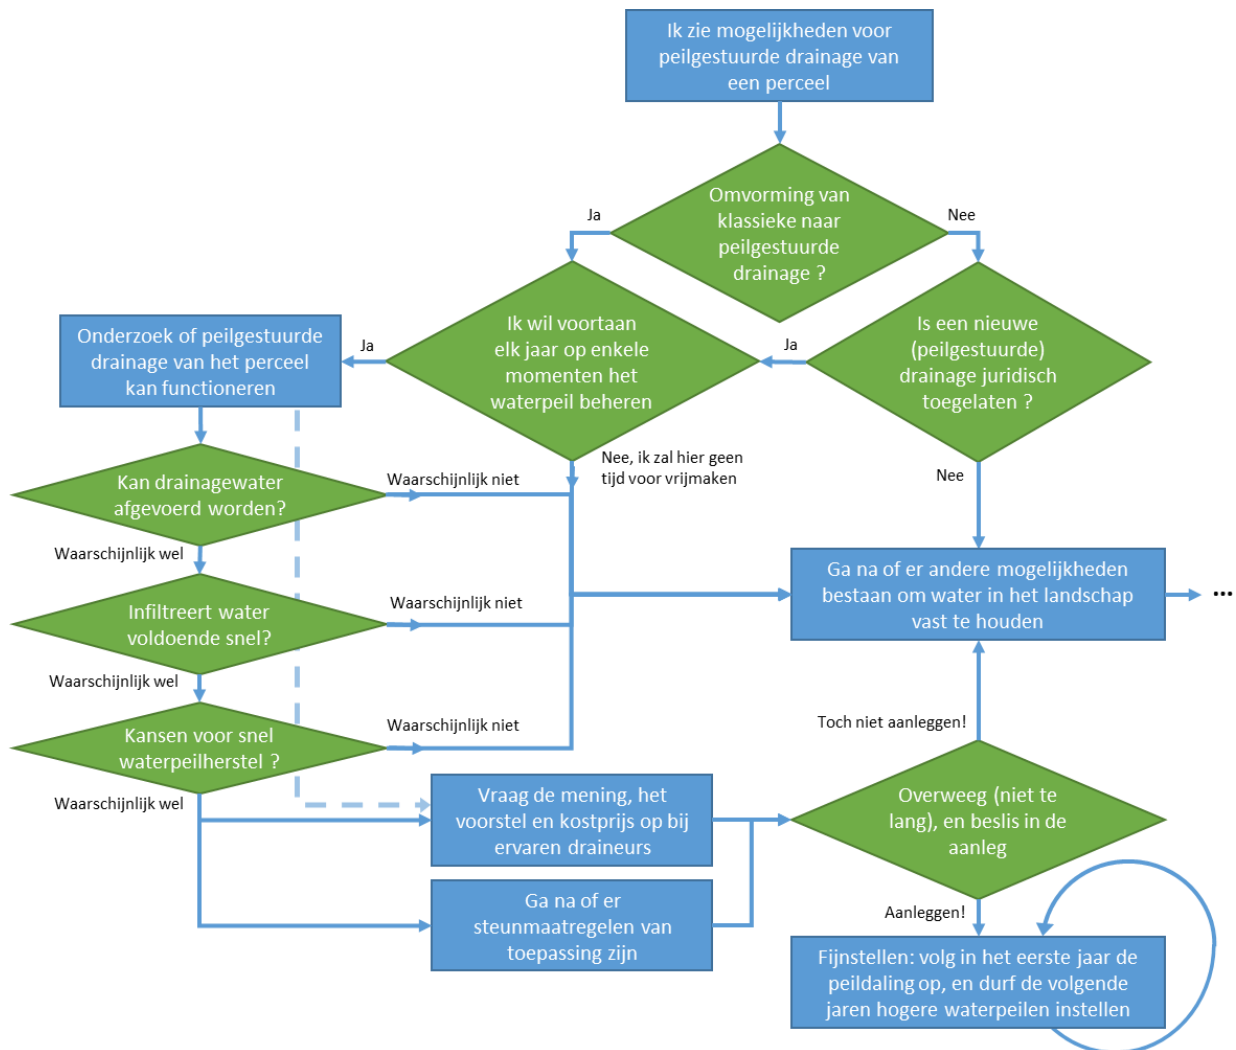 Ik zie mogelijkheden voor
peilgestuurde drainage van
een perceel
Omvorming van
klassieke naar
peilgestuurde
drainage ?
Ja
Nee
Ik wil voortaan
elk jaar op enkele
momenten het
waterpeil beheren
Is een nieuwe
(peilgestuurde)
drainage juridisch
toegelaten ?
Ja
Ja
Onderzoek of peilgestuurde
drainage van het perceel
kan functioneren
Nee, ik zal hier geen
tijd voor vrijmaken
Nee
Kan drainagewater
afgevoerd worden?
Waarschijnlijk niet
Waarschijnlijk wel
Infiltreert water
voldoende snel?
Waarschijnlijk niet
Waarschijnlijk wel
Ga na of er andere mogelijkheden
bestaan om water in het landschap
vast te houden
...
Kansen voor snel
waterpeilherstel ?
Waarschijnlijk niet
Waarschijnlijk wel
Toch niet aanleggen!
Vraag de mening, het
voorstel en kostprijs op bij
ervaren draineurs
Overweeg (niet te
lang), en beslis in de
aanleg
Ga na of er
steunmaatregelen van
toepassing zijn
Aanleggen!
Fijnstellen: volg in het eerste jaar de
peildaling op, en durf de volgende
jaren hogere waterpeilen instellen